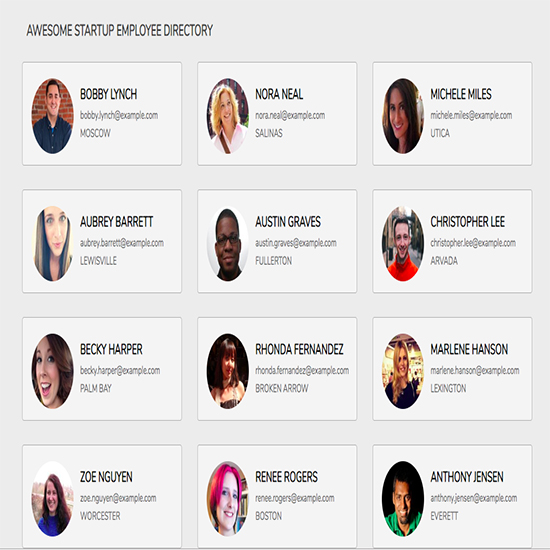 AWESOME STARTUP EMPLOYEE DIRECTORY
BOBBY LYNCH
bobby.lynch@example.com
MOSCOW
NORA NEAL
nora.neal@example.com
SALINAS
MICHELE MILES
michele.miles@example.com
UTICA
AUBREY BARRETT
aubrey.barrett@example.com
LEWISVILLE
AUSTIN GRAVES
austin.graves@example.com
FULLERTON
CHRISTOPHER LEE
christopher.lee@example.com
ARVADA
BECKY HARPER
becky.harper@example.com
PALM BAY
RHONDA FERNANDEZ
rhonda.fernandez@example.com
BROKEN ARROW
MARLENE HANSON
marlene.hanson@example.com
LEXINGTON
ZOE NGUYEN
zoe.nguyen@example.com
WORCESTER
RENEE ROGERS
renee.rogers@example.com
BOSTON
ANTHONY JENSEN
anthony.jensen@example.com
EVERETT